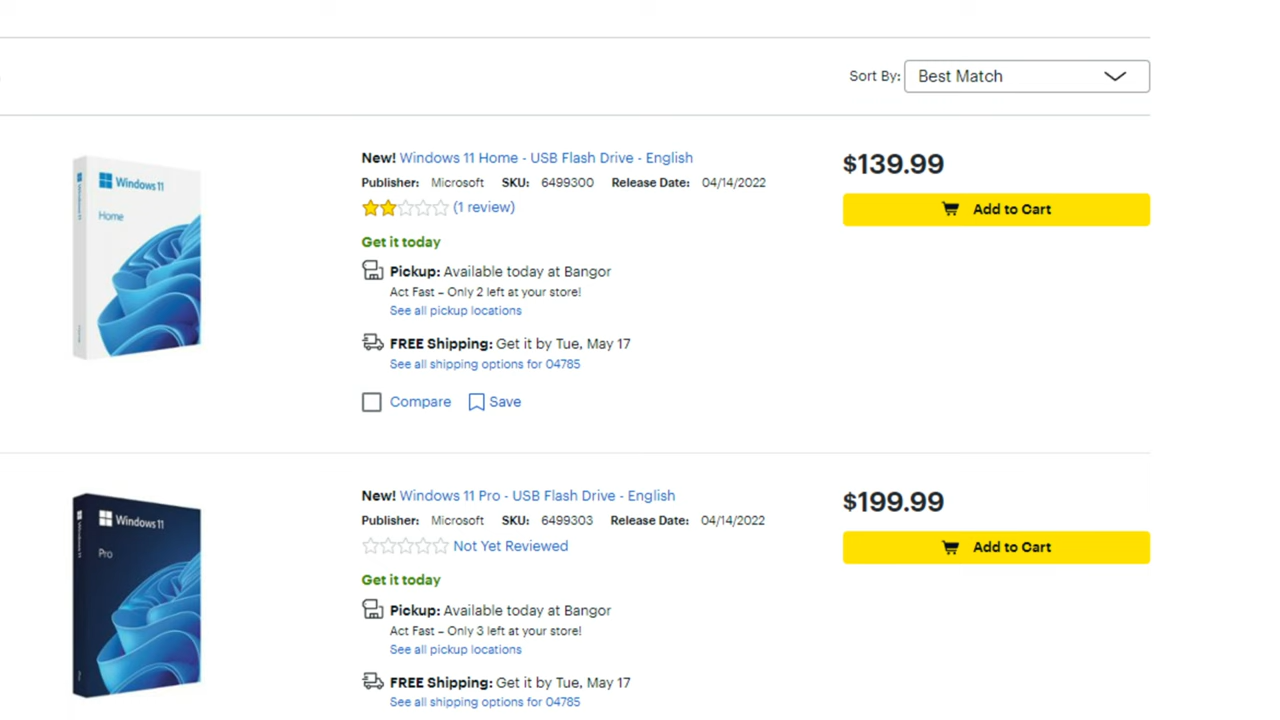 Sort By: Best Match
Windows 11
Home
New! Windows 11 Home - USB Flash Drive - English
Publisher: Microsoft SKU: 6499300 Release Date: 04/14/2022
(1 review)
Get it today
Pickup: Available today at Bangor
Act Fast – Only 2 left at your store!
See all pickup locations
FREE Shipping: Get it by Tue, May 17
See all shipping options for 04785
Compare Save
$139.99
Add to Cart
Windows 11
Pro
New! Windows 11 Pro - USB Flash Drive - English
Publisher: Microsoft SKU: 6499303 Release Date: 04/14/2022
Not Yet Reviewed
Get it today
Pickup: Available today at Bangor
Act Fast – Only 3 left at your store!
See all pickup locations
FREE Shipping: Get it by Tue, May 17
See all shipping options for 04785
$199.99
Add to Cart